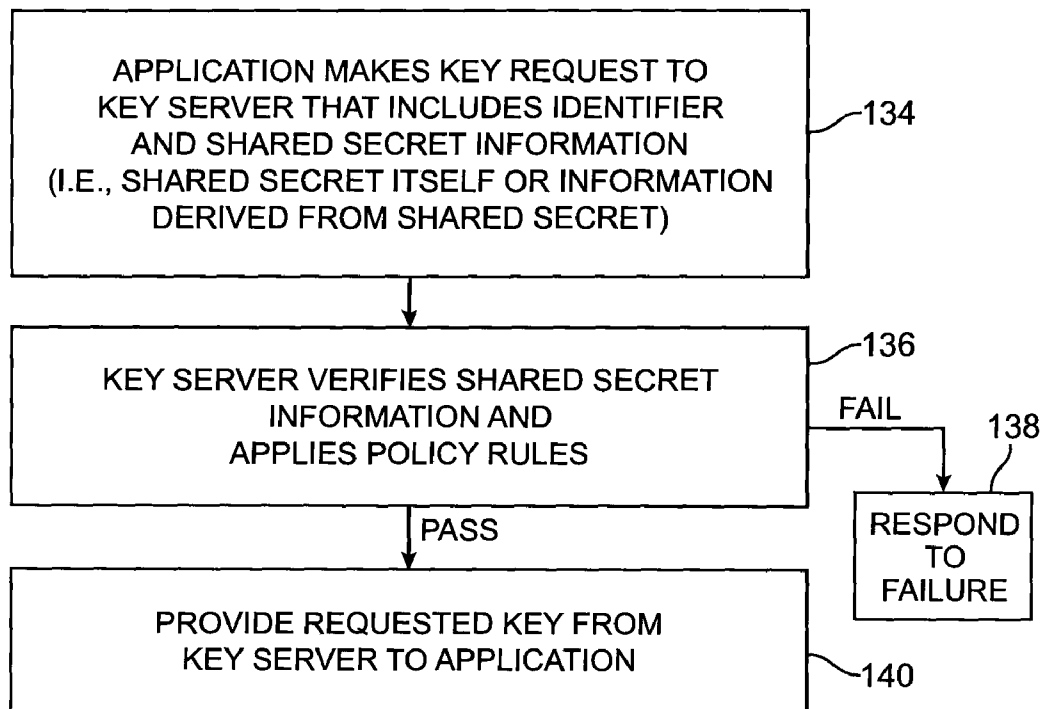 APPLICATION MAKES KEY REQUEST TO
KEY SERVER THAT INCLUDES IDENTIFIER
AND SHARED SECRET INFORMATION
(I.E., SHARED SECRET ITSELF OR INFORMATION
DERIVED FROM SHARED SECRET)
134
KEY SERVER VERIFIES SHARED SECRET
INFORMATION AND
APPLIES POLICY RULES
136
FAIL
138
RESPOND
TO
FAILURE
PASS
PROVIDE REQUESTED KEY FROM
KEY SERVER TO APPLICATION
140